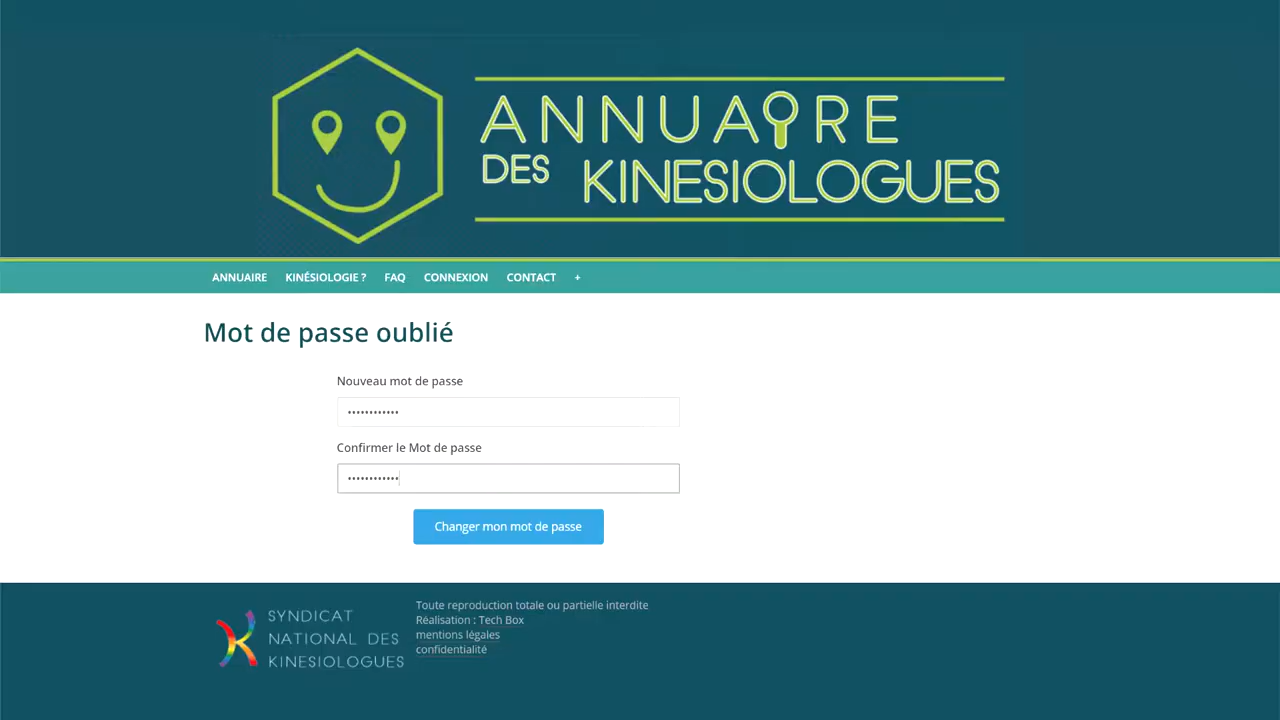 ANNUAIRE
DES KINESIOLOGUES
ANNUAIRE KINÉSIOLOGIE ? FAQ CONNEXION CONTACT +
Mot de passe oublié
Nouveau mot de passe
••••••••••••
Confirmer le Mot de passe
••••••••••••
Changer mon mot de passe
SYNDICAT
NATIONAL DES
KINESIOLOGUES
Toute reproduction totale ou partielle interdite
Réalisation : Tech Box
mentions légales
confidentialité